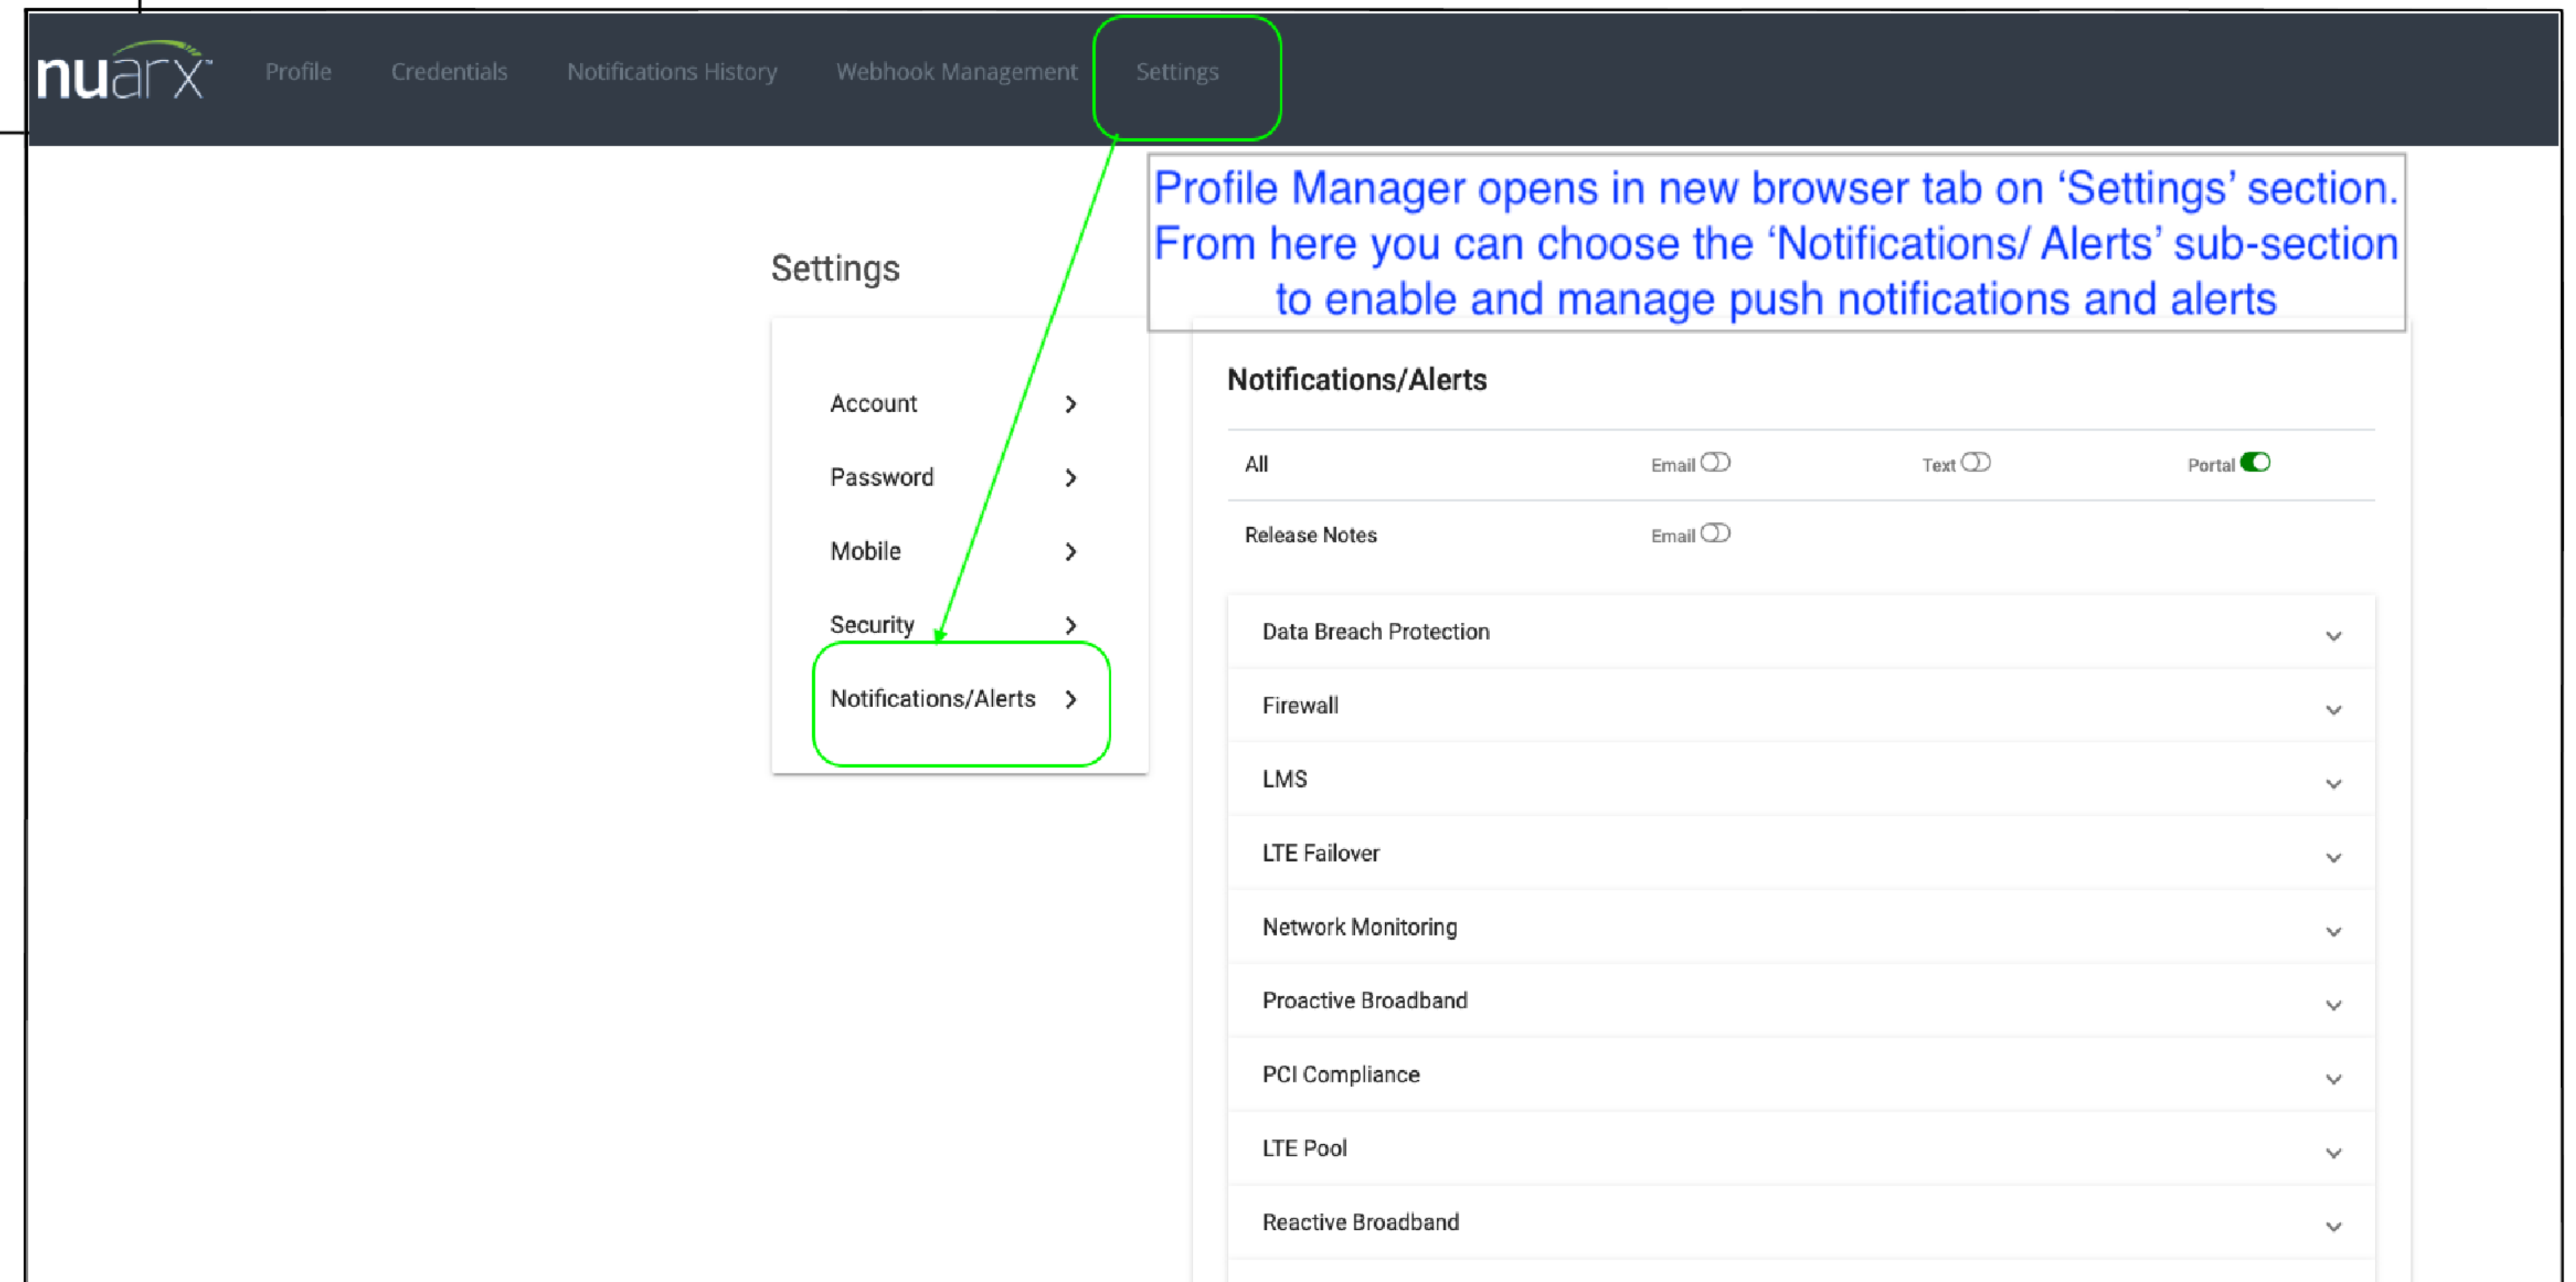 nuarx™ Profile Credentials Notifications History Webhook Management Settings
Profile Manager opens in new browser tab on ‘Settings’ section.
From here you can choose the ‘Notifications/ Alerts’ sub-section
to enable and manage push notifications and alerts
Settings
Account
Password
Mobile
Security
Notifications/Alerts
Notifications/Alerts
All Email Text Portal
Release Notes Email
Data Breach Protection
Firewall
LMS
LTE Failover
Network Monitoring
Proactive Broadband
PCI Compliance
LTE Pool
Reactive Broadband